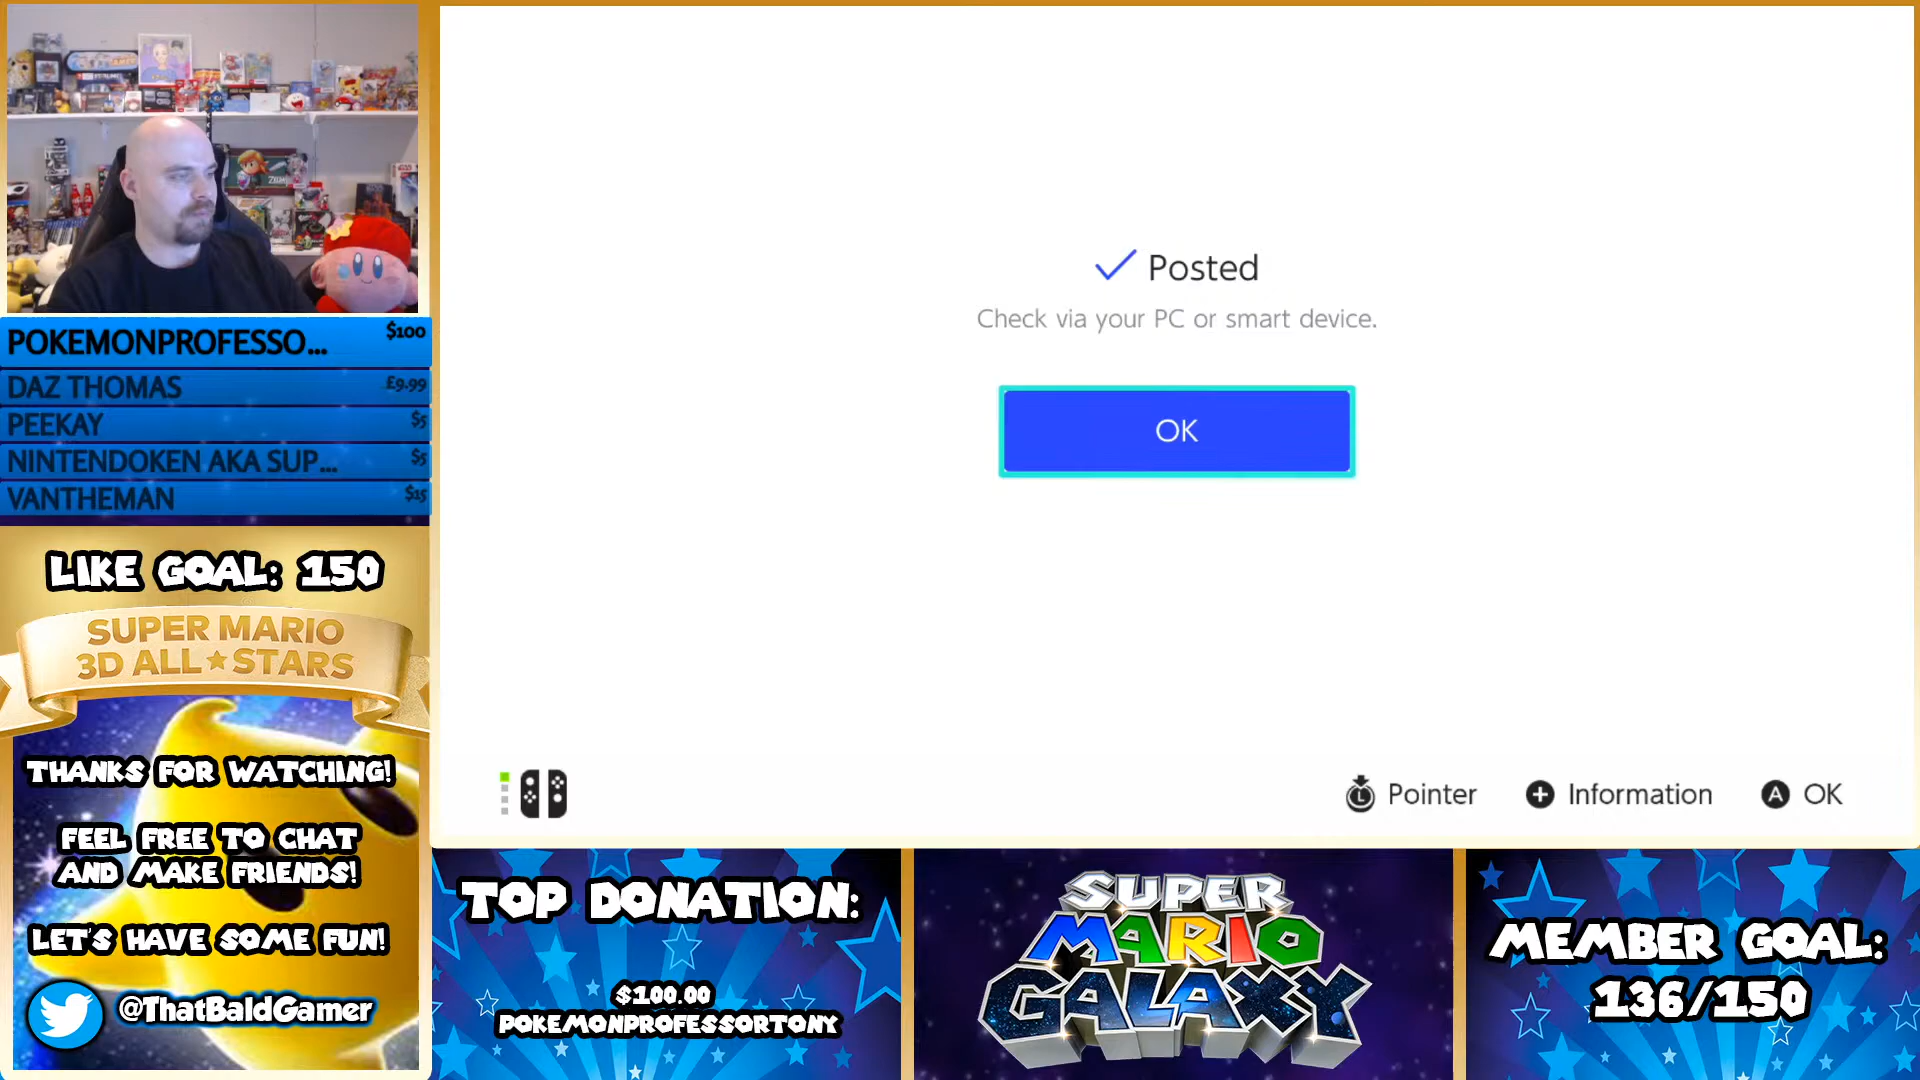 POKEMONPROFESSO... $100
DAZ THOMAS £9.99
PEEKAY $5
NINTENDOKEN AKA SUP... $5
VANTHEMAN $15
LIKE GOAL: 150
SUPER MARIO
3D ALL★STARS
THANKS FOR WATCHING!
FEEL FREE TO CHAT
AND MAKE FRIENDS!
LET'S HAVE SOME FUN!
@ThatBaldGamer
Posted
Check via your PC or smart device.
OK
L Pointer + Information A OK
TOP DONATION:
$100.00
POKEMONPROFESSORTONY
SUPER
MARIO
GALAXY
MEMBER GOAL:
136/150